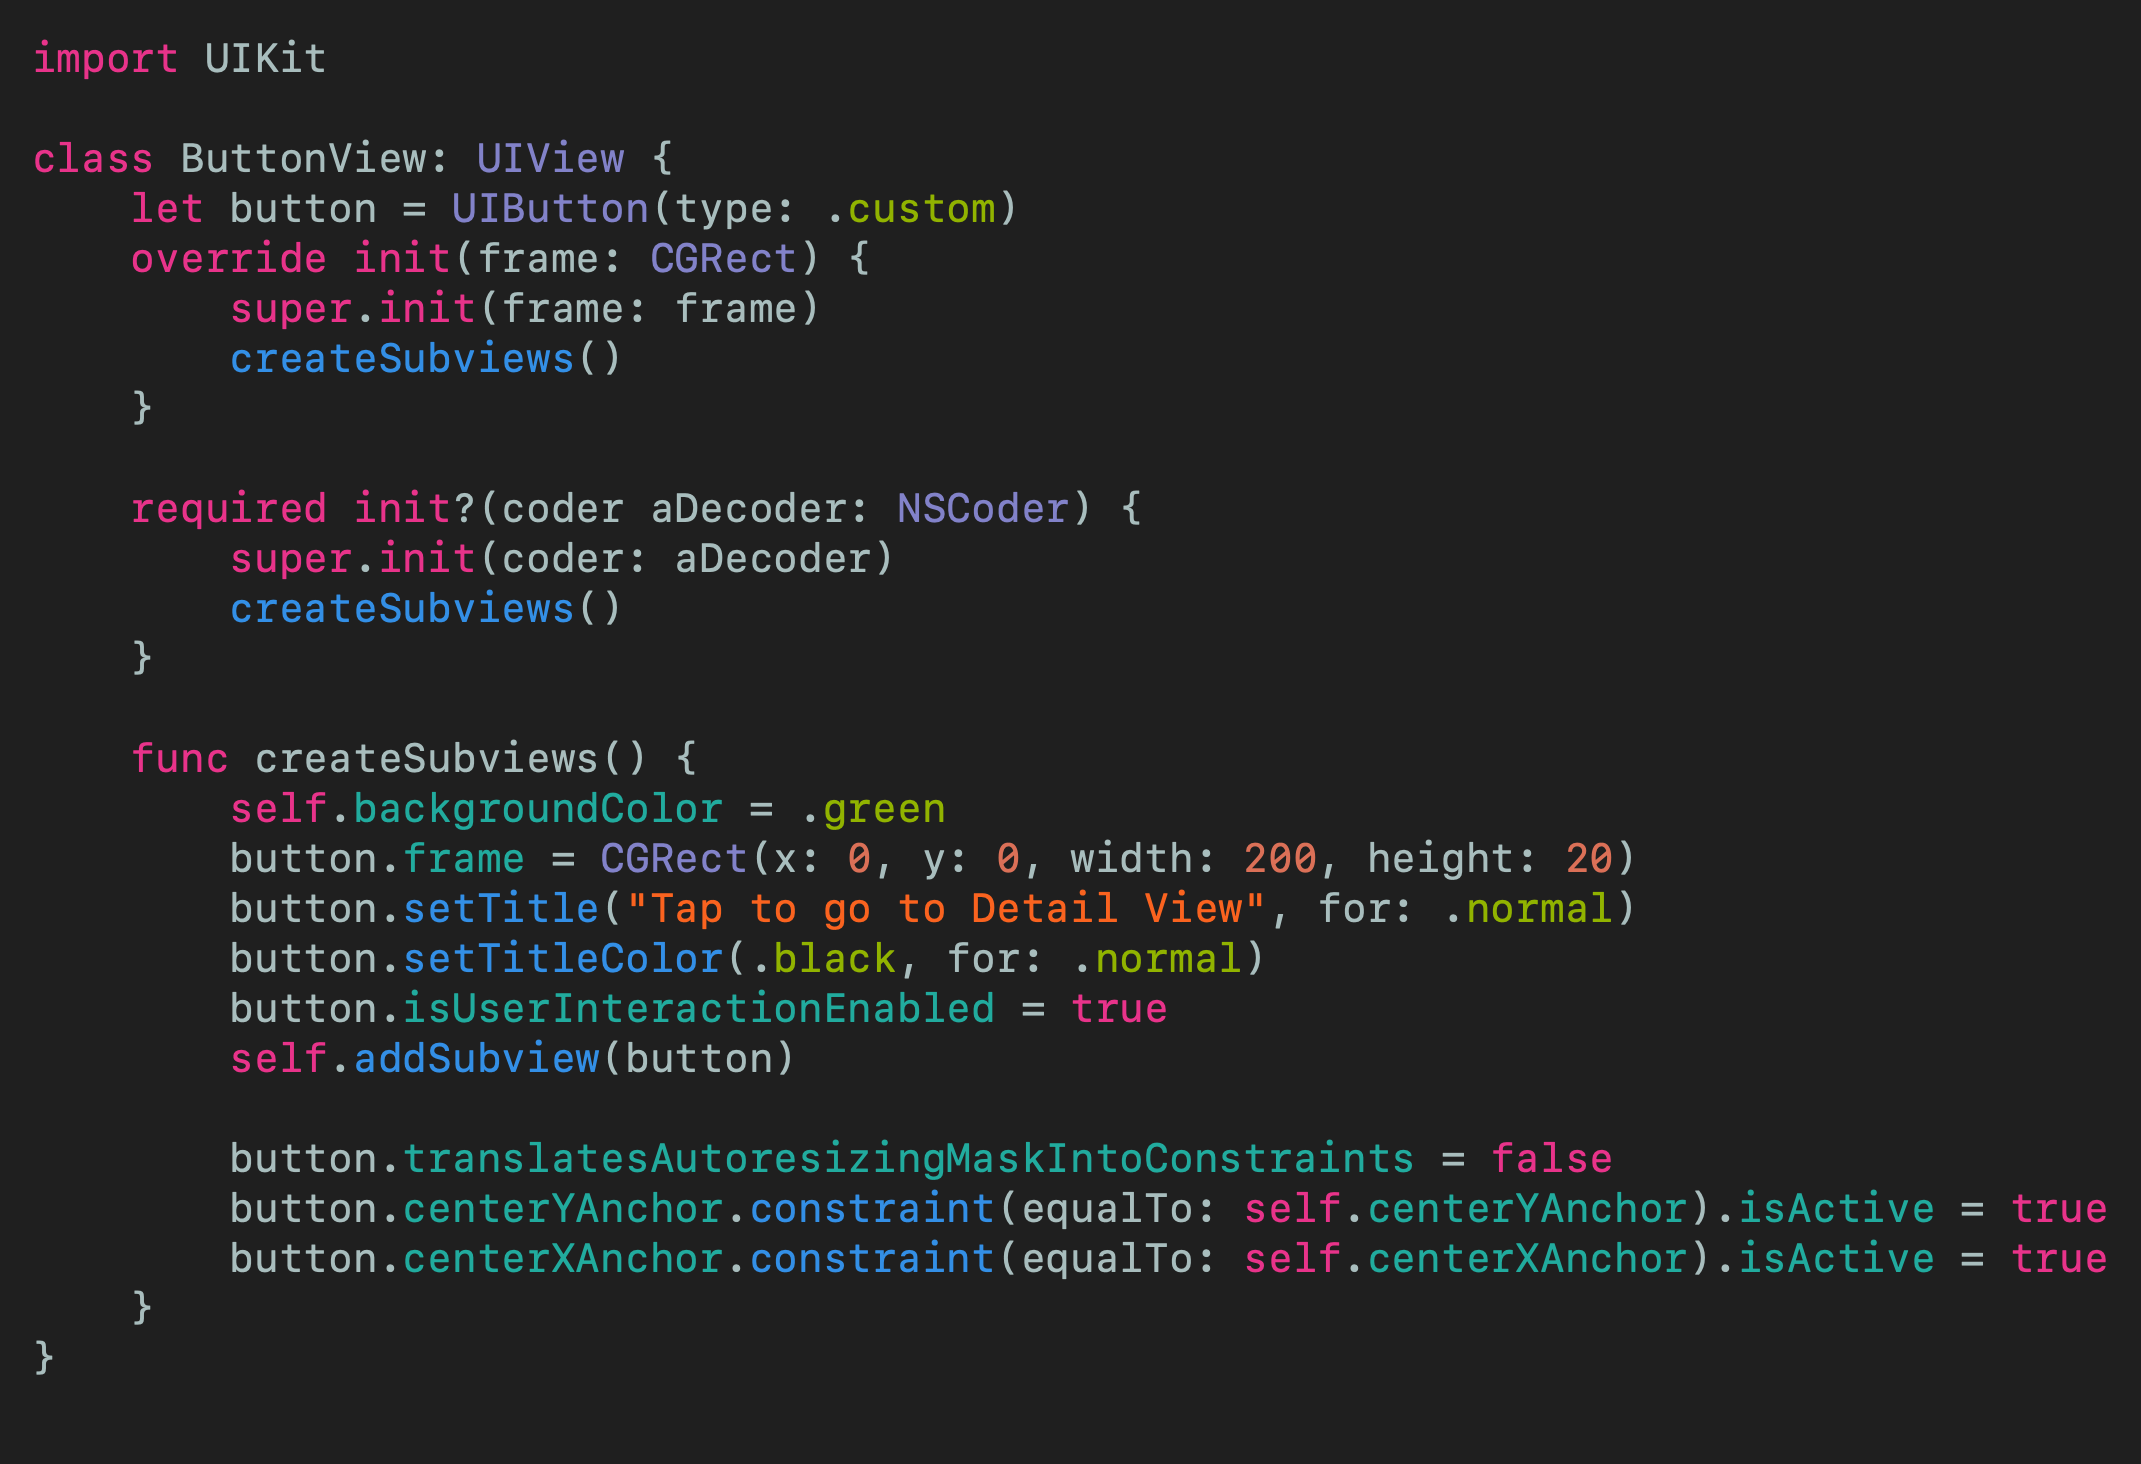 import UIKit

class ButtonView: UIView {
    let button = UIButton(type: .custom)
    override init(frame: CGRect) {
        super.init(frame: frame)
        createSubviews()
    }

    required init?(coder aDecoder: NSCoder) {
        super.init(coder: aDecoder)
        createSubviews()
    }

    func createSubviews() {
        self.backgroundColor = .green
        button.frame = CGRect(x: 0, y: 0, width: 200, height: 20)
        button.setTitle("Tap to go to Detail View", for: .normal)
        button.setTitleColor(.black, for: .normal)
        button.isUserInteractionEnabled = true
        self.addSubview(button)

        button.translatesAutoresizingMaskIntoConstraints = false
        button.centerYAnchor.constraint(equalTo: self.centerYAnchor).isActive = true
        button.centerXAnchor.constraint(equalTo: self.centerXAnchor).isActive = true
    }
}